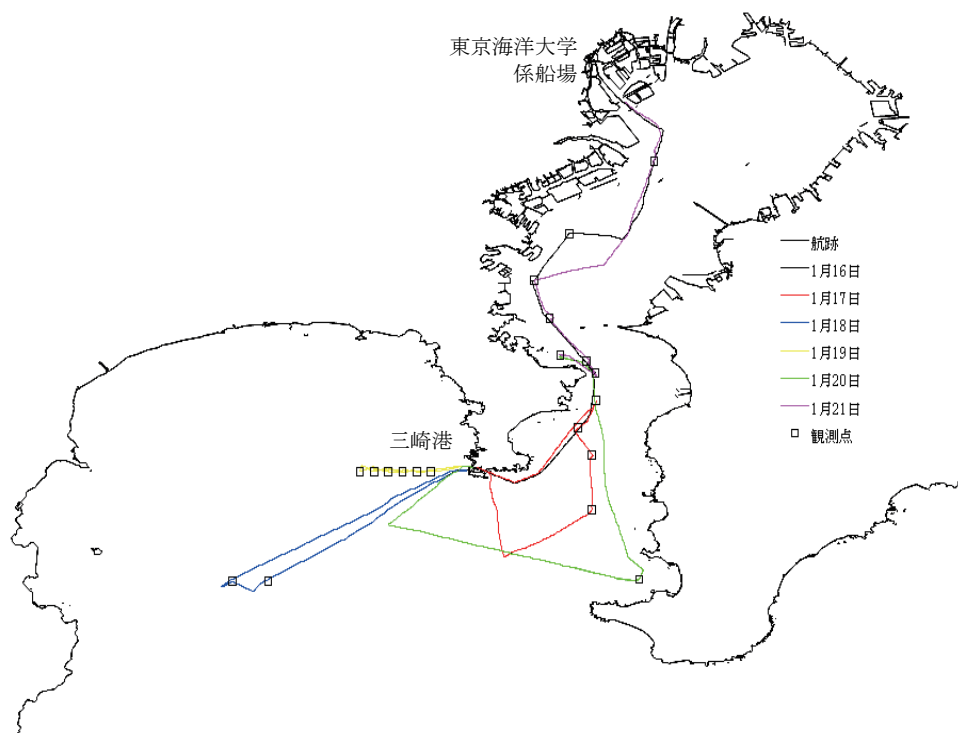 東京海洋大学
係船場
航跡
1月16日
1月17日
1月18日
1月19日
1月20日
1月21日
観測点
三崎港